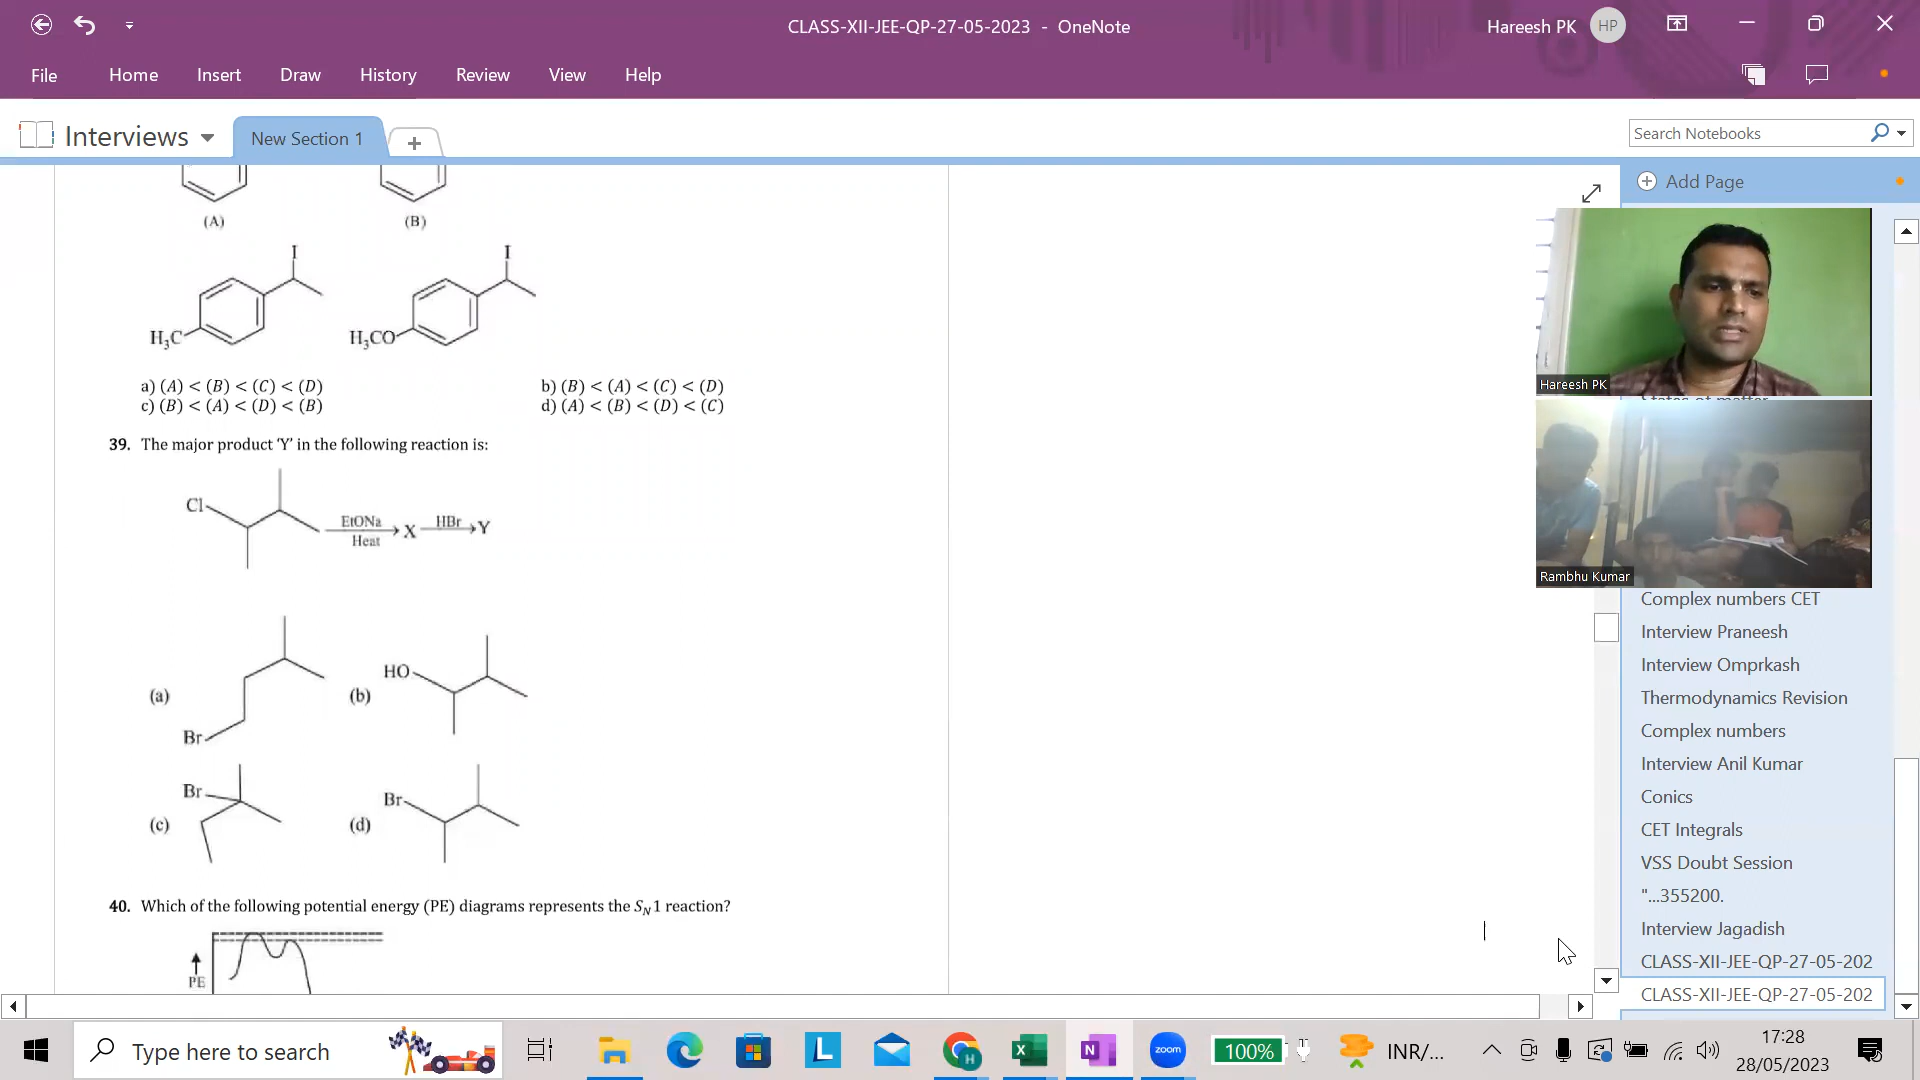 CLASS-XII-JEE-QP-27-05-2023 - OneNote
Hareesh PK
HP
File Home Insert Draw History Review View Help
Interviews
New Section 1
+
Search Notebooks
Add Page
(A) (B)
I I
H₃C H₃CO
a) (A) < (B) < (C) < (D) b) (B) < (A) < (C) < (D)
c) (B) < (A) < (D) < (B) d) (A) < (B) < (D) < (C)
39. The major product ‘Y’ in the following reaction is:
Cl EtONa Heat X HBr Y
(a) Br (b) HO
(c) Br (d) Br
40. Which of the following potential energy (PE) diagrams represents the S_N1 reaction?
PE
Hareesh PK
Rambhu Kumar
States of matter
Complex numbers CET
Interview Praneesh
Interview Omprkash
Thermodynamics Revision
Complex numbers
Interview Anil Kumar
Conics
CET Integrals
VSS Doubt Session
"...355200.
Interview Jagadish
CLASS-XII-JEE-QP-27-05-202
CLASS-XII-JEE-QP-27-05-202
Type here to search
L
zoom
100%
INR/...
17:28
28/05/2023